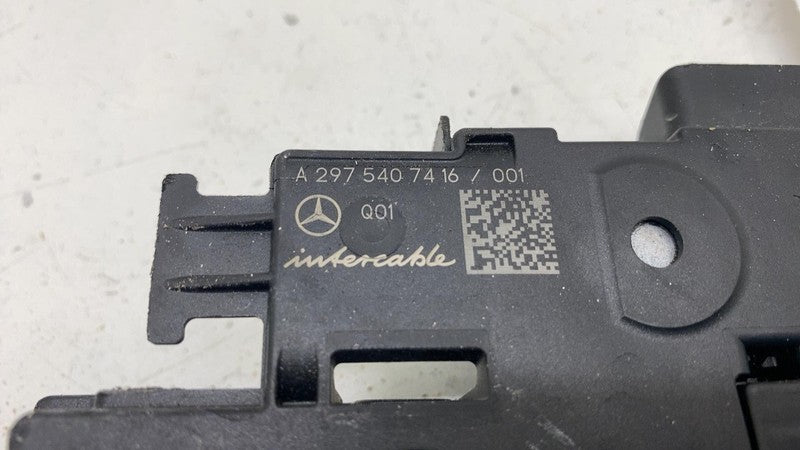 A 297 540 74 16 / 001
Q01
intercable